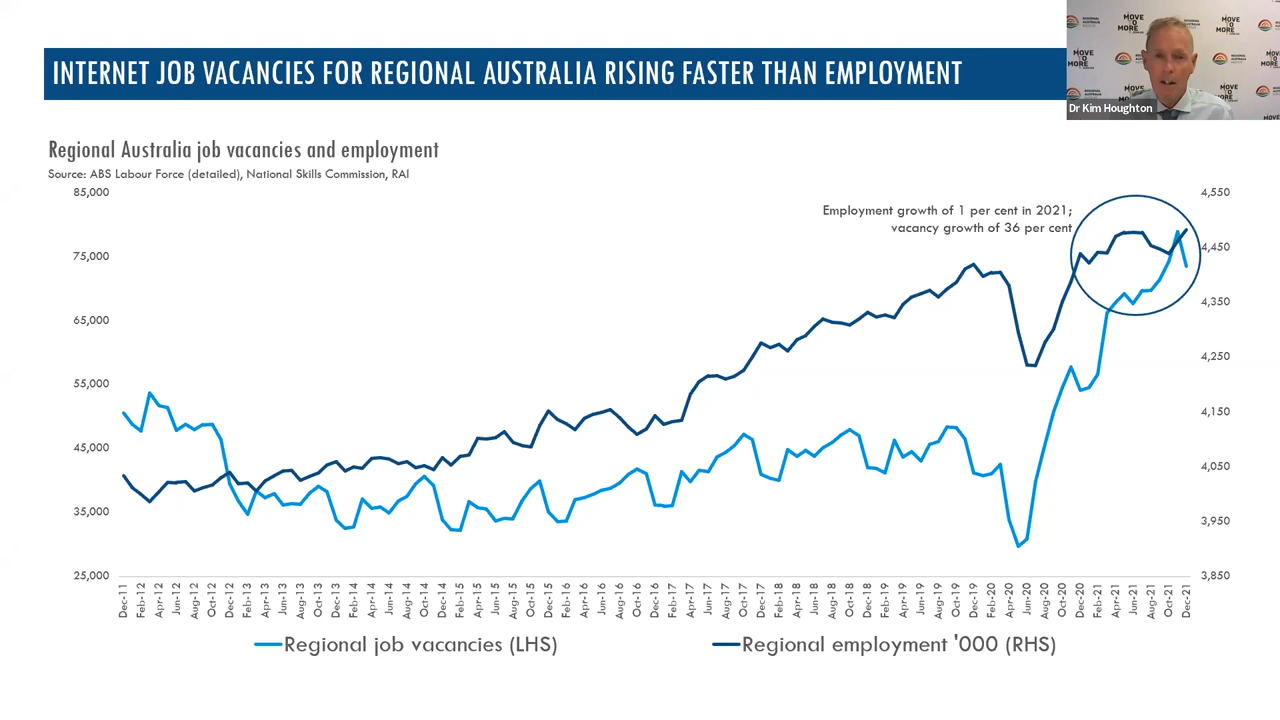 INTERNET JOB VACANCIES FOR REGIONAL AUSTRALIA RISING FASTER THAN EMPLOYMENT
MOVE TO MORE
REGIONAL AUSTRALIA
Dr Kim Houghton
Regional Australia job vacancies and employment
Source: ABS Labour Force (detailed), National Skills Commission, RAI
Employment growth of 1 per cent in 2021;
vacancy growth of 36 per cent
85,000
75,000
65,000
55,000
45,000
35,000
25,000
4,550
4,450
4,350
4,250
4,150
4,050
3,950
3,850
Dec-11
Feb-12
Apr-12
Jun-12
Aug-12
Oct-12
Dec-12
Feb-13
Apr-13
Jun-13
Aug-13
Oct-13
Dec-13
Feb-14
Apr-14
Jun-14
Aug-14
Oct-14
Dec-14
Feb-15
Apr-15
Jun-15
Aug-15
Oct-15
Dec-15
Feb-16
Apr-16
Jun-16
Aug-16
Oct-16
Dec-16
Feb-17
Apr-17
Jun-17
Aug-17
Oct-17
Dec-17
Feb-18
Apr-18
Jun-18
Aug-18
Oct-18
Dec-18
Feb-19
Apr-19
Jun-19
Aug-19
Oct-19
Dec-19
Feb-20
Apr-20
Jun-20
Aug-20
Oct-20
Dec-20
Feb-21
Apr-21
Jun-21
Aug-21
Oct-21
Dec-21
Regional job vacancies (LHS)
Regional employment '000 (RHS)